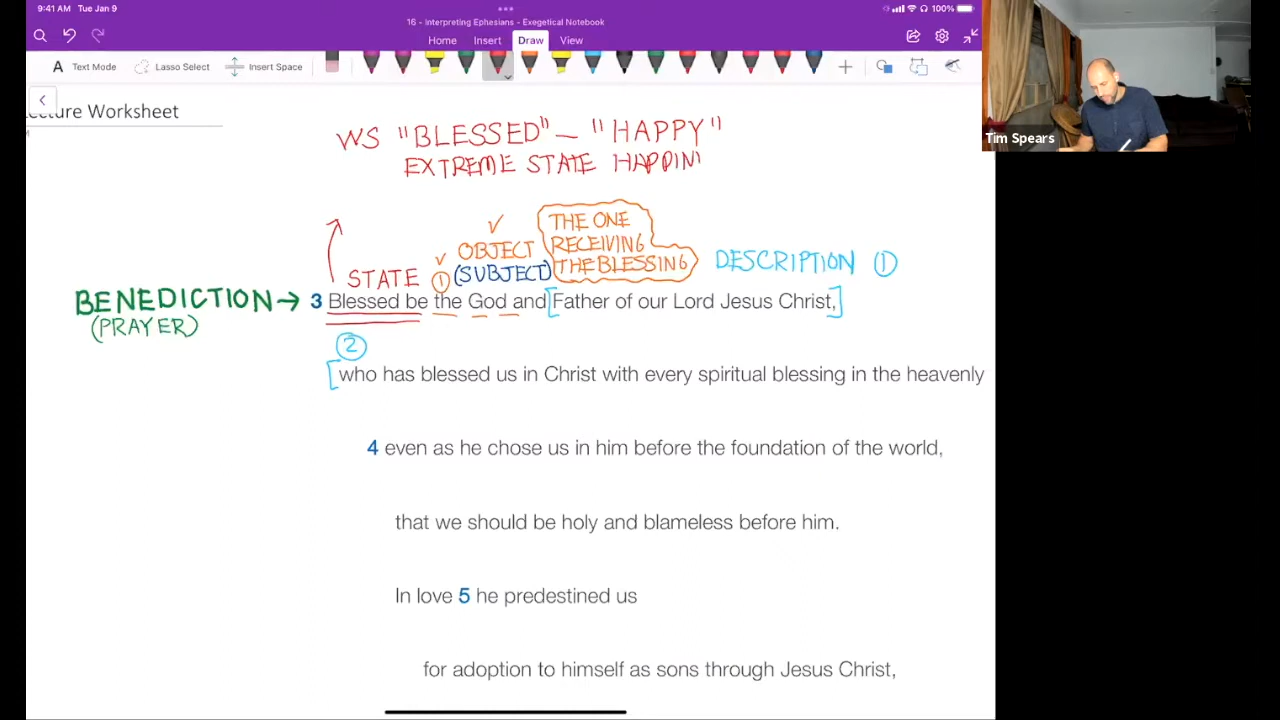 9:41 AM Tue Jan 9
100%
16 - Interpreting Ephesians - Exegetical Notebook
Home Insert Draw View
Text Mode Lasso Select Insert Space
Tim Spears
ecture Worksheet
WS "BLESSED" — "HAPPY"
EXTREME STATE HAPPIN
THE ONE
OBJECT RECEIVING
STATE ① (SUBJECT) THE BLESSING DESCRIPTION ①
BENEDICTION → 3 Blessed be the God and [Father of our Lord Jesus Christ,]
(PRAYER)
②
[who has blessed us in Christ with every spiritual blessing in the heavenly
4 even as he chose us in him before the foundation of the world,
that we should be holy and blameless before him.
In love 5 he predestined us
for adoption to himself as sons through Jesus Christ,